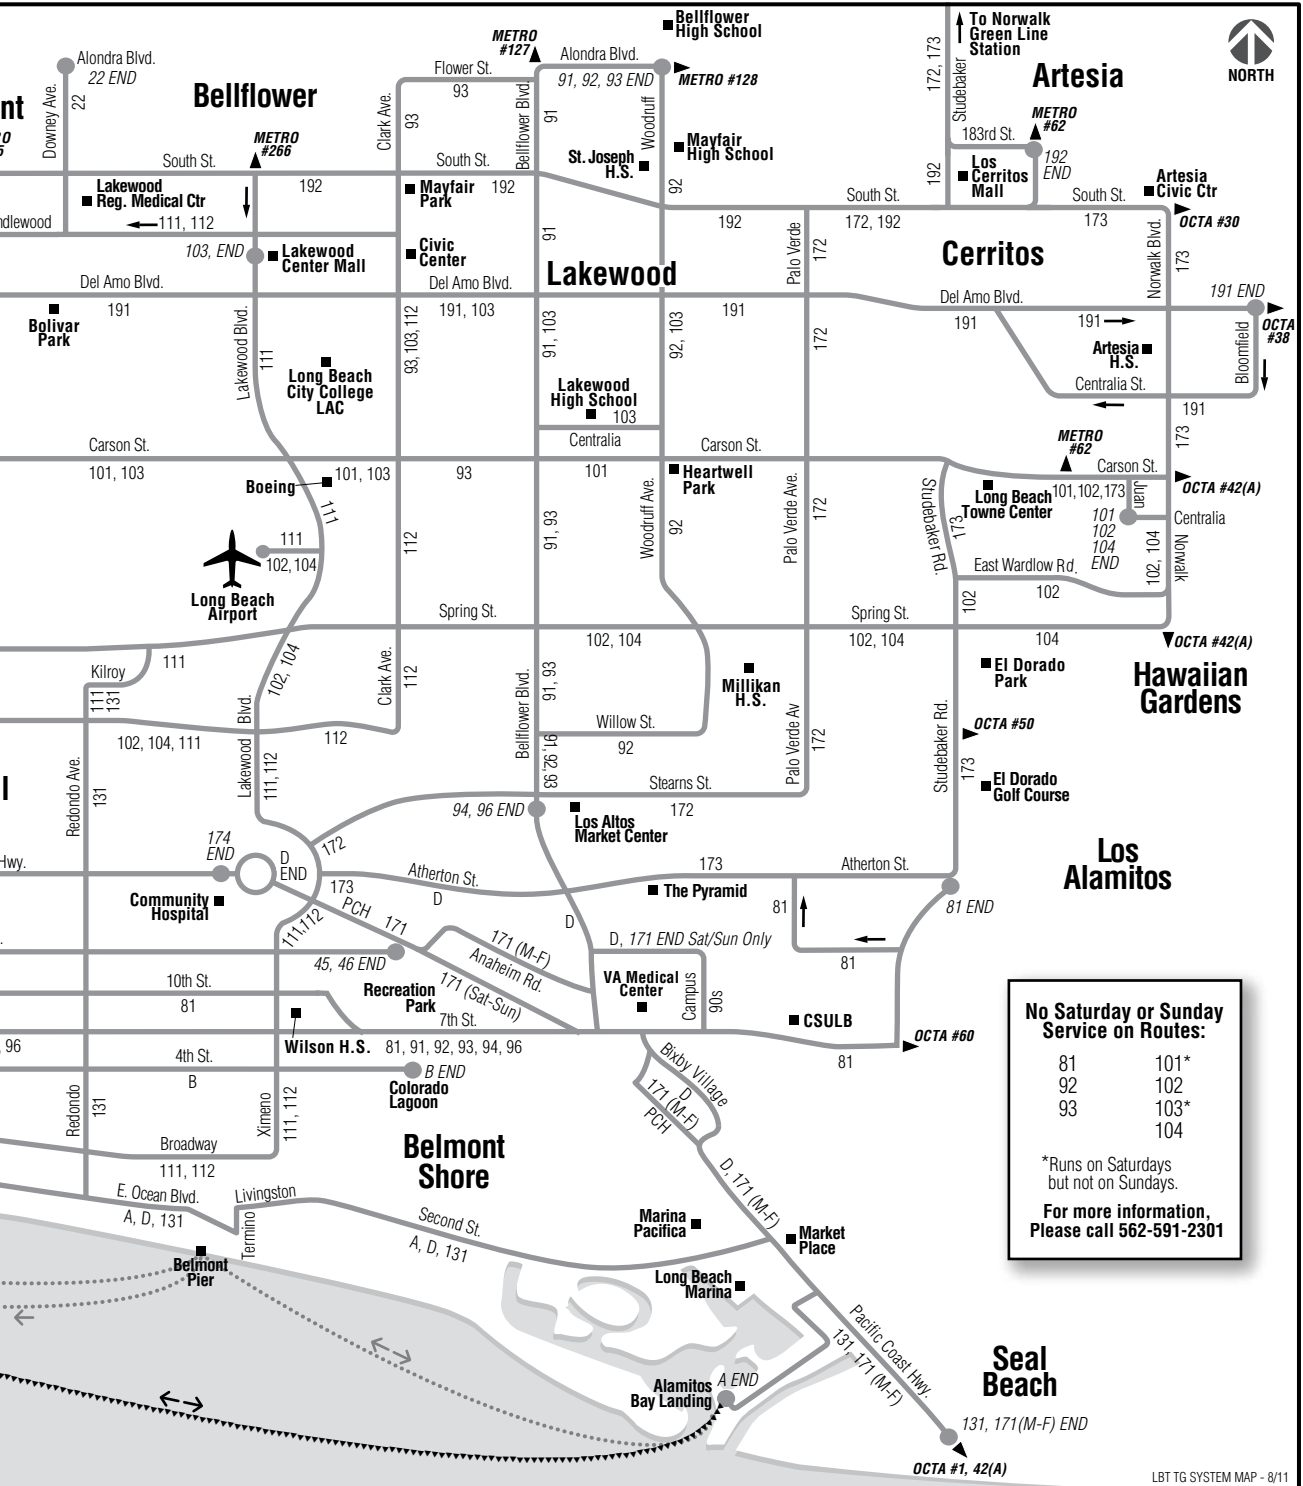 Bellflower
High School
To Norwalk
Green Line
Station
NORTH
METRO
#127
Alondra Blvd.
91, 92, 93 END
METRO #128
172, 173
Studebaker
Artesia
Alondra Blvd.
22 END
22
Downey Ave.
Bellflower
Flower St.
93
Clark Ave.
93
Bellflower Blvd.
91
Woodruff
METRO
#62
183rd St.
192
END
nt
METRO
#266
South St.
192
South St.
192
St. Joseph
H.S.
Mayfair
High School
92
192
Los
Cerritos
Mall
Artesia
Civic Ctr
Lakewood
Reg. Medical Ctr
Mayfair
Park
South St.
172, 192
South St.
173
OCTA #30
ndlewood
111, 112
192
103, END
Lakewood
Center Mall
Civic
Center
91
Lakewood
Palo Verde
172
Cerritos
Norwalk Blvd.
173
Del Amo Blvd.
191
Del Amo Blvd.
191, 103
191
Del Amo Blvd.
191
191
191 END
OCTA
#38
Bolivar
Park
Lakewood Blvd.
111
93, 103, 112
91, 103
92, 103
172
Artesia
H.S.
Bloomfield
Long Beach
City College
LAC
Lakewood
High School
103
Centralia
Centralia St.
191
173
Carson St.
101, 103
Boeing
101, 103
93
101
Carson St.
Heartwell
Park
METRO
#62
Carson St.
101,102,173
Juan
OCTA #42(A)
111
Long Beach
Towne Center
101
102
104
END
Centralia
Norwalk
102, 104
Studebaker Rd.
173
111
102, 104
Long Beach
Airport
112
91, 93
Woodruff Ave.
92
Palo Verde Ave.
172
East Wardlow Rd.
102
102
Spring St.
102, 104
Spring St.
102, 104
104
OCTA #42(A)
Kilroy
111
111
131
102, 104
Clark Ave.
112
Bellflower Blvd.
91, 93
Millikan
H.S.
El Dorado
Park
Hawaiian
Gardens
102, 104, 111
Lakewood Blvd.
112
Willow St.
92
Palo Verde Av
172
Studebaker Rd.
OCTA #50
173
El Dorado
Golf Course
l
Redondo Ave.
131
111, 112
91, 92, 93
Stearns St.
172
94, 96 END
Los Altos
Market Center
Los
Alamitos
174
END
Hwy.
D
END
172
173
Atherton St.
D
173
Atherton St.
Community
Hospital
The Pyramid
81
81 END
PCH
171
111,112
D
D, 171 END Sat/Sun Only
81
45, 46 END
171 (M-F)
Anaheim Rd.
VA Medical
Center
Campus
90s
10th St.
81
Recreation
Park
171 (Sat-Sun)
CSULB
7th St.
, 96
Wilson H.S.
81, 91, 92, 93, 94, 96
81
OCTA #60
4th St.
B
B END
Colorado
Lagoon
Bixby Village
D
171 (M-F)
PCH
No Saturday or Sunday
Service on Routes:
81 101*
92 102
93 103*
104
*Runs on Saturdays
but not on Sundays.
For more information,
Please call 562-591-2301
Redondo
131
Ximeno
111, 112
Broadway
111, 112
Belmont
Shore
D, 171 (M-F)
E. Ocean Blvd.
A, D, 131
Livingston
Termino
Second St.
A, D, 131
Marina
Pacifica
Market
Place
Belmont
Pier
Long Beach
Marina
Pacific Coast Hwy.
131, 171 (M-F)
Seal
Beach
Alamitos
Bay Landing
A END
131, 171(M-F) END
OCTA #1, 42(A)
LBT TG SYSTEM MAP - 8/11